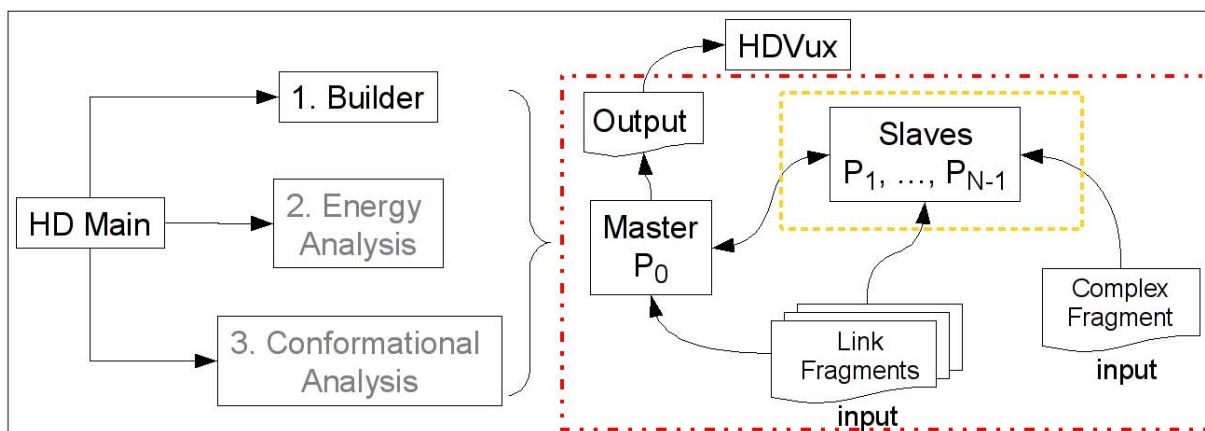 HDVux
1. Builder
Output
Slaves
P1, ..., PN-1
HD Main
2. Energy
Analysis
Master
P0
Complex
Fragment
input
3. Conformational
Analysis
Link
Fragments
input